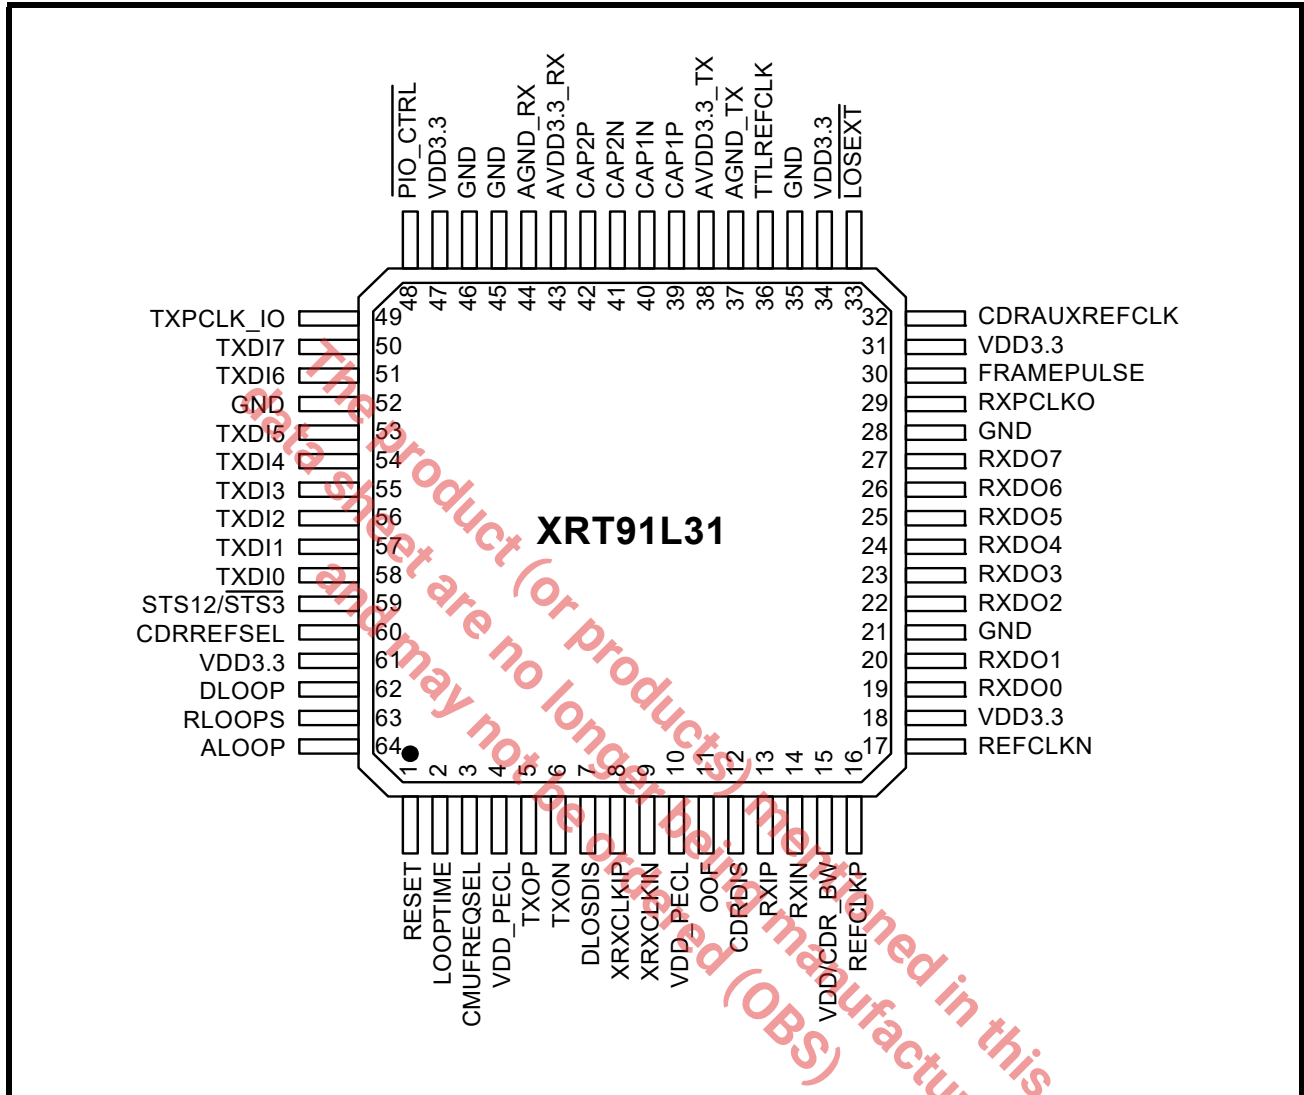 PIO_CTRL
VDD3.3
GND
GND
AGND_RX
AVDD3.3_RX
CAP2P
CAP2N
CAP1N
CAP1P
AVDD3.3_TX
AGND_TX
TTLREFCLK
GND
VDD3.3
LOSEXT
48 47 46 45 44 43 42 41 40 39 38 37 36 35 34 33
TXPCLK_IO 49
TXDI7 50
TXDI6 51
GND 52
TXDI5 53
TXDI4 54
TXDI3 55
TXDI2 56
TXDI1 57
TXDI0 58
STS12/STS3 59
CDRREFSEL 60
VDD3.3 61
DLOOP 62
RLOOPS 63
ALOOP 64
XRT91L31
32 CDRAUXREFCLK
31 VDD3.3
30 FRAMEPULSE
29 RXPCLKO
28 GND
27 RXDO7
26 RXDO6
25 RXDO5
24 RXDO4
23 RXDO3
22 RXDO2
21 GND
20 RXDO1
19 RXDO0
18 VDD3.3
17 REFCLKN
1 2 3 4 5 6 7 8 9 10 11 12 13 14 15 16
RESET
LOOPTIME
CMUFREQSEL
VDD_PECL
TXOP
TXON
DLOSDIS
XRXCLKIP
XRXCLKIN
VDD_PECL
OOF
CDRDIS
RXIP
RXIN
VDD/CDR_BW
REFCLKP
The product (or products) mentioned in this
data sheet are no longer being manufactu
and may not be ordered (OBS)